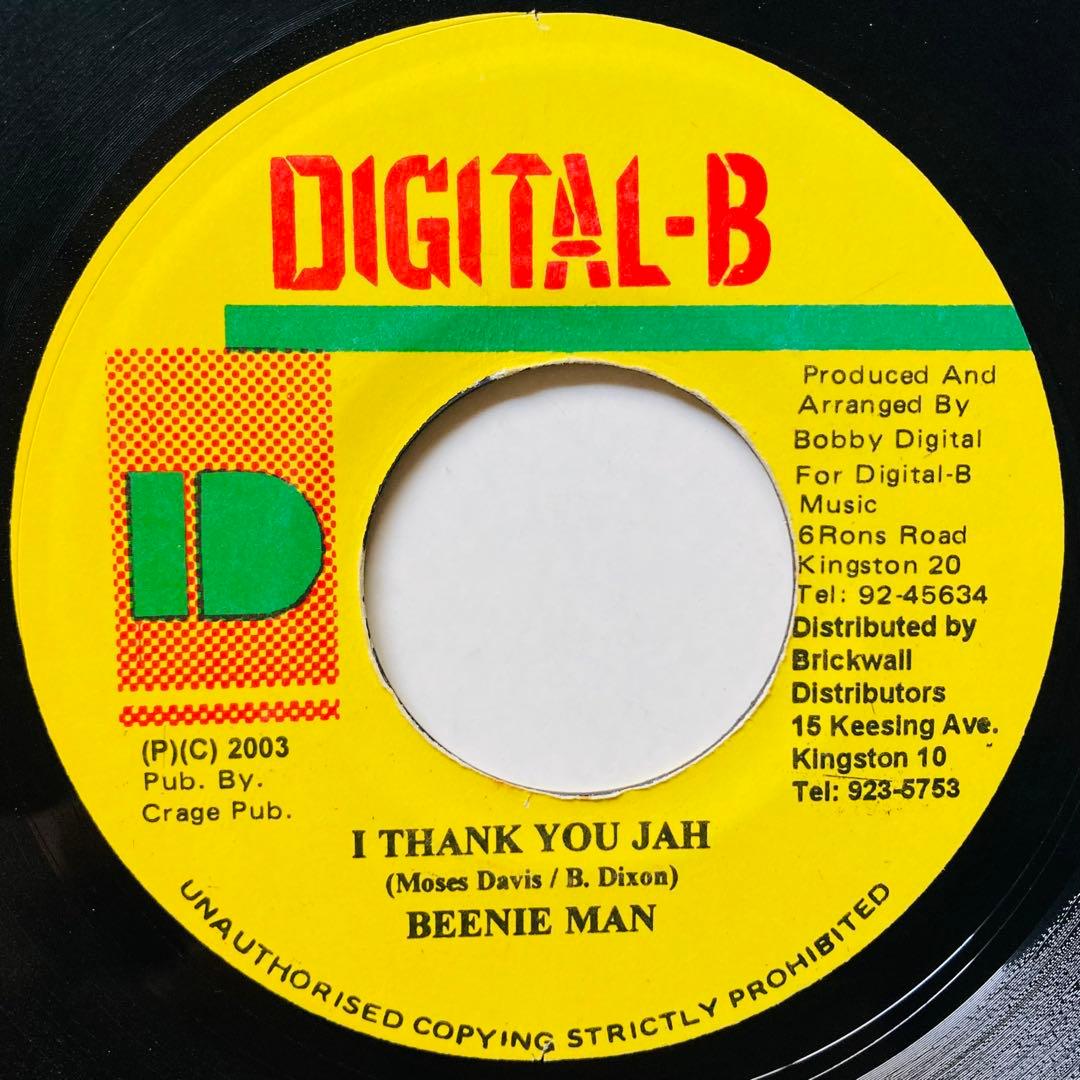 DIGITAL-B
Produced And
Arranged By
Bobby Digital
For Digital-B
Music
6Rons Road
Kingston 20
Tel: 92-45634
Distributed by
Brickwall
Distributors
15 Keesing Ave.
Kingston 10
Tel: 923-5753
D
(P)(C) 2003
Pub. By.
Crage Pub.
I THANK YOU JAH
(Moses Davis / B. Dixon)
BEENIE MAN
UNAUTHORISED COPYING STRICTLY PROHIBITED